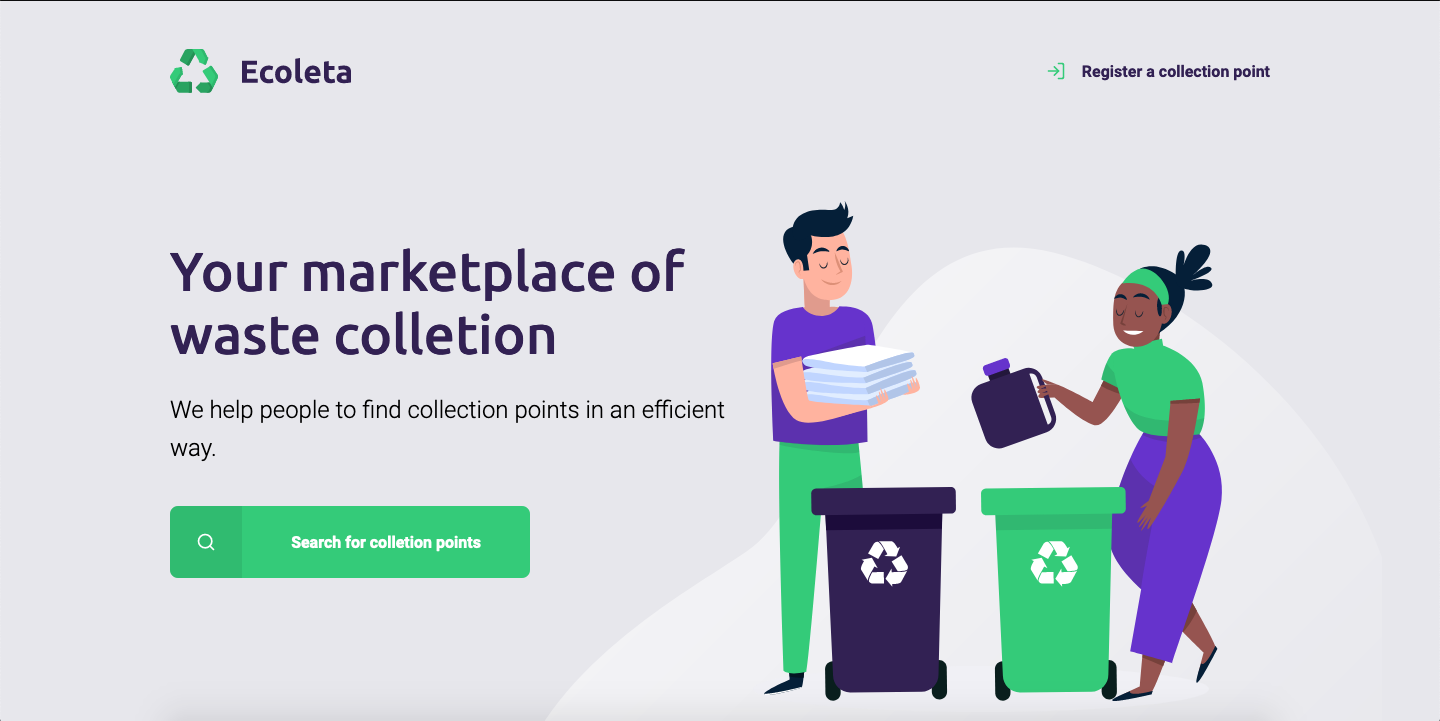 Ecoleta
Register a collection point
Your marketplace of
waste colletion
We help people to find collection points in an efficient
way.
Search for colletion points